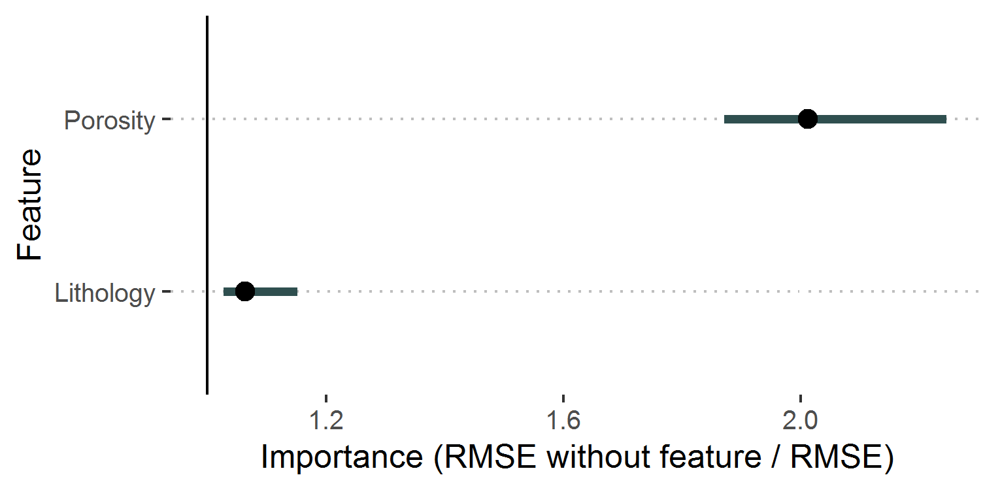 Feature
Porosity
Lithology
1.2 1.6 2.0
Importance (RMSE without feature / RMSE)